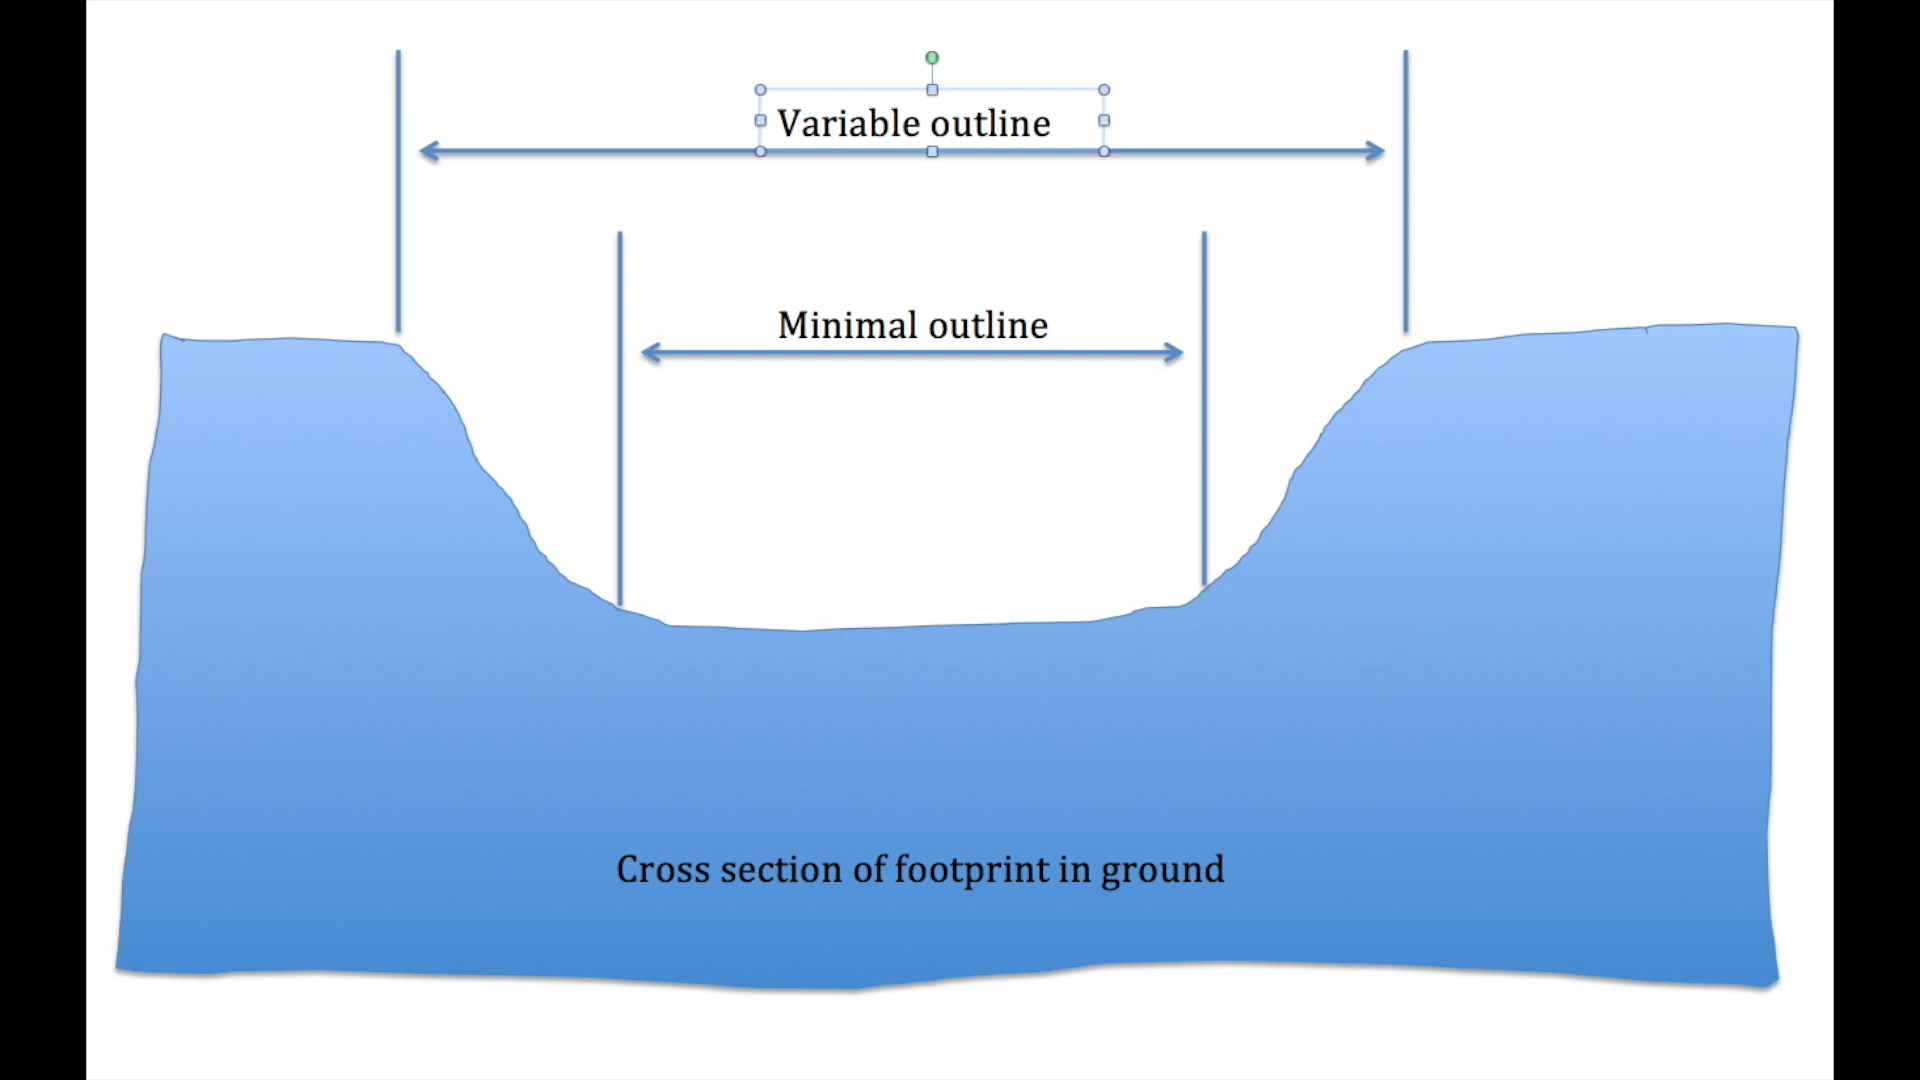 Variable outline
Minimal outline
Cross section of footprint in ground